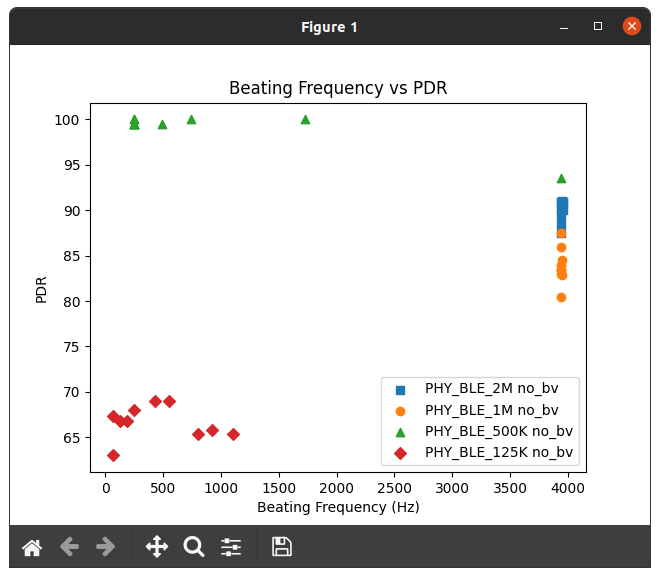 Figure 1
Beating Frequency vs PDR
100
95
90
85
80
75
70
65
PDR
PHY_BLE_2M no_bv
PHY_BLE_1M no_bv
PHY_BLE_500K no_bv
PHY_BLE_125K no_bv
0 500 1000 1500 2000 2500 3000 3500 4000
Beating Frequency (Hz)